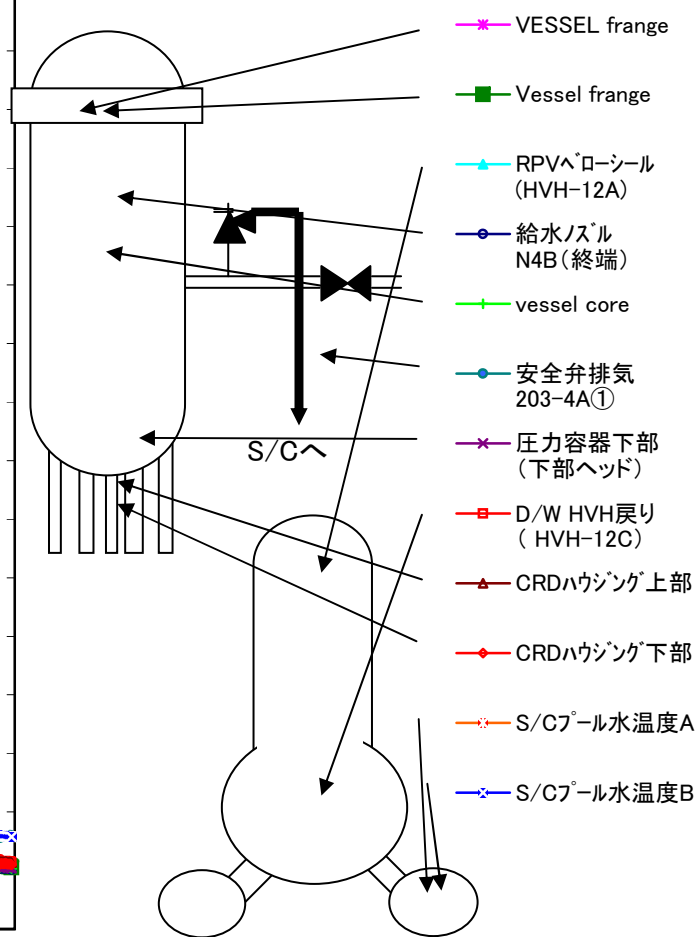 VESSEL frange
Vessel frange
RPVベローシール
(HVH-12A)
給水ノズル
N4B(終端)
vessel core
安全弁排気
203-4A①
圧力容器下部
(下部ヘッド)
D/W HVH戻り
( HVH-12C)
CRDハウジング上部
CRDハウジング下部
S/Cプール水温度A
S/Cプール水温度B
S/Cへ